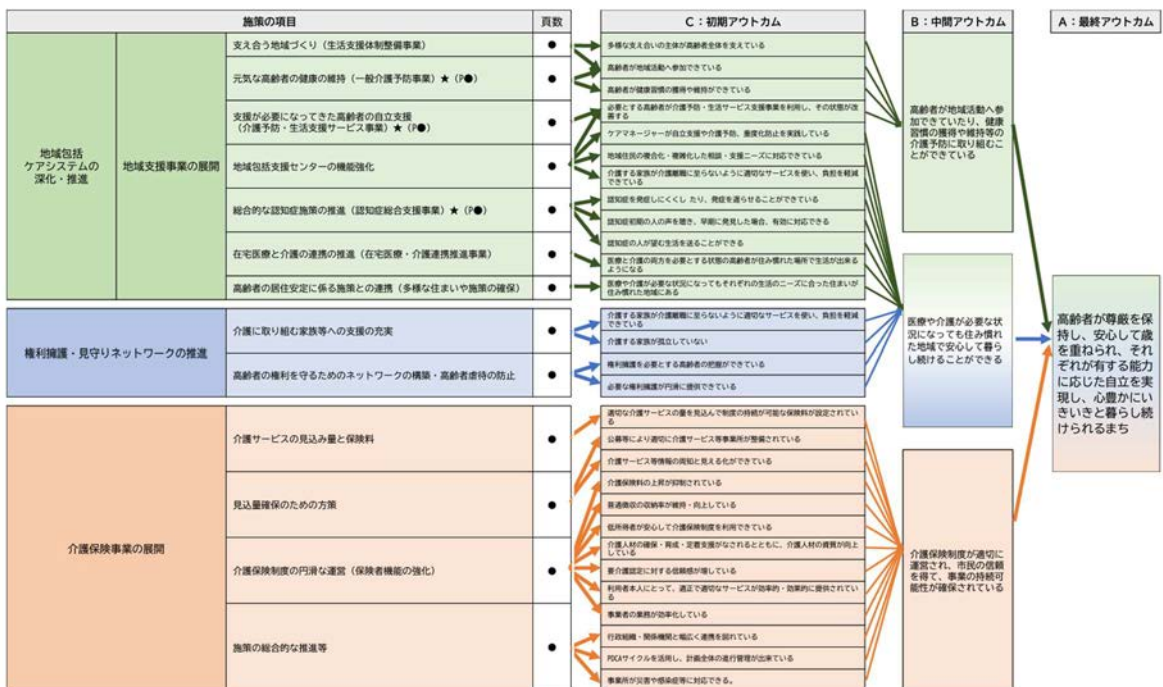 施策の項目
頁数
C：初期アウトカム
B：中間アウトカム
A：最終アウトカム
地域包括
ケアシステムの
深化・推進
地域支援事業の展開
支え合う地域づくり（生活支援体制整備事業）
●
元気な高齢者の健康の維持（一般介護予防事業）★（P●）
●
支援が必要になってきた高齢者の自立支援
（介護予防・生活支援サービス事業）★（P●）
●
地域包括支援センターの機能強化
●
総合的な認知症施策の推進（認知症総合支援事業）★（P●）
●
在宅医療と介護の連携の推進（在宅医療・介護連携推進事業）
●
高齢者の居住安定に係る施策との連携（多様な住まいや施策の確保）
●
多様な支え合いの主体が高齢者全体を支えている
高齢者が地域活動へ参加できている
高齢者が健康習慣の獲得や維持ができている
必要とする高齢者が介護予防・生活サービス支援事業を利用し、その状態が改
善する
ケアマネージャーが自立支援や介護予防、重度化防止を実践している
地域住民の複合化・複雑化した相談・支援ニーズに対応できている
介護する家族が介護離職に至らないように適切なサービスを使い、負担を軽減
できている
認知症を発症しにくくし たり、発症を遅らせることができている
認知症初期の人の声を聴き、早期に発見した場合、有効に対応できる
認知症の人が望む生活を送ることができる
医療と介護の両方を必要とする状態の高齢者が住み慣れた場所で生活が出来る
ようになる
医療や介護が必要な状況になってもそれぞれの生活のニーズに合った住まいが
住み慣れた地域にある
高齢者が地域活動へ参
加できていたり、健康
習慣の獲得や維持等の
介護予防に取り組むこ
とができている
権利擁護・見守りネットワークの推進
介護に取り組む家族等への支援の充実
●
高齢者の権利を守るためのネットワークの構築・高齢者虐待の防止
●
介護する家族が介護離職に至らないように適切なサービスを使い、負担を軽減
できている
介護する家族が孤立していない
権利擁護を必要とする高齢者の把握ができている
必要な権利擁護が円滑に提供できている
医療や介護が必要な状
況になっても住み慣れ
た地域で安心して暮ら
し続けることができる
介護保険事業の展開
介護サービスの見込み量と保険料
●
見込量確保のための方策
●
介護保険制度の円滑な運営（保険者機能の強化）
●
施策の総合的な推進等
●
適切な介護サービスの量を見込んで制度の持続が可能な保険料が設定されてい
る
公募等により適切に介護サービス等事業所が整備されている
介護サービス等情報の周知と見える化ができている
介護保険料の上昇が抑制されている
普通徴収の収納率が維持・向上している
低所得者が安心して介護保険制度を利用できている
介護人材の確保・育成・定着支援がなされるとともに、介護人材の資質が向上
している
要介護認定に対する信頼感が増している
利用者本人にとって、適正で適切なサービスが効率的・効果的に提供されてい
る
事業者の業務が効率化している
行政組織・関係機関と幅広く連携を図れている
PDCAサイクルを活用し、計画全体の進行管理が出来ている
事業所が災害や感染症等に対応できる。
介護保険制度が適切に
運営され、市民の信頼
を得て、事業の持続可
能性が確保されている
高齢者が尊厳を保
持し、安心して歳
を重ねられ、それ
ぞれが有する能力
に応じた自立を実
現し、心豊かにい
きいきと暮らし続
けられるまち